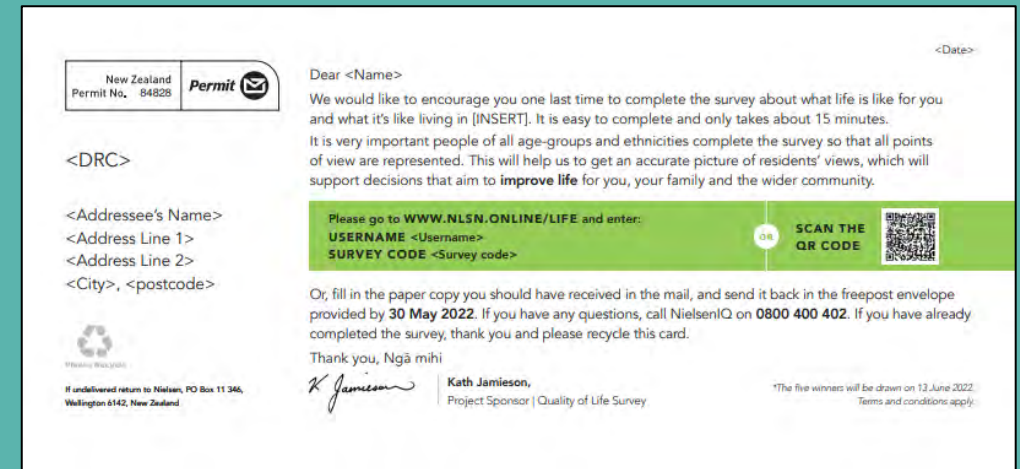 New Zealand
Permit No. 84828
Permit
<DRC>
<Addressee's Name>
<Address Line 1>
<Address Line 2>
<City>, <postcode>
If undelivered return to Nielsen, PO Box 11 346,
Wellington 6142, New Zealand
<Date>
Dear <Name>
We would like to encourage you one last time to complete the survey about what life is like for you
and what it's like living in [INSERT]. It is easy to complete and only takes about 15 minutes.
It is very important people of all age-groups and ethnicities complete the survey so that all points
of view are represented. This will help us to get an accurate picture of residents' views, which will
support decisions that aim to improve life for you, your family and the wider community.
Please go to WWW.NLSN.ONLINE/LIFE and enter:
USERNAME <Username>
SURVEY CODE <Survey code>
OR
SCAN THE
QR CODE
Or, fill in the paper copy you should have received in the mail, and send it back in the freepost envelope
provided by 30 May 2022. If you have any questions, call NielsenIQ on 0800 400 402. If you have already
completed the survey, thank you and please recycle this card.
Thank you, Ngā mihi
K Jamieson
Kath Jamieson,
Project Sponsor | Quality of Life Survey
*The five winners will be drawn on 13 June 2022.
Terms and conditions apply.